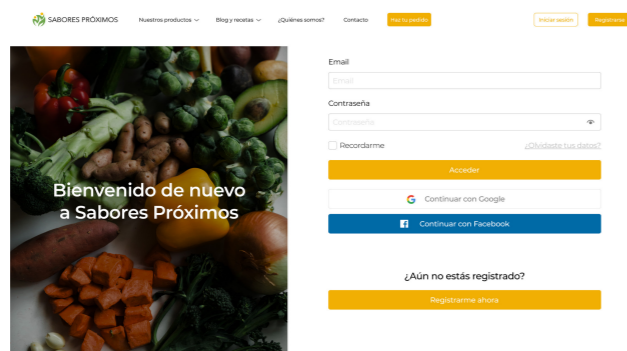 SABORES PRÓXIMOS
Nuestros productos
Blog y recetas
¿Quiénes somos?
Contacto
Haz tu pedido
Iniciar sesión
Registrarse
Bienvenido de nuevo
a Sabores Próximos
Email
Email
Contraseña
Contraseña
Recordarme
¿Olvidaste tus datos?
Acceder
Continuar con Google
Continuar con Facebook
¿Aún no estás registrado?
Registrarme ahora